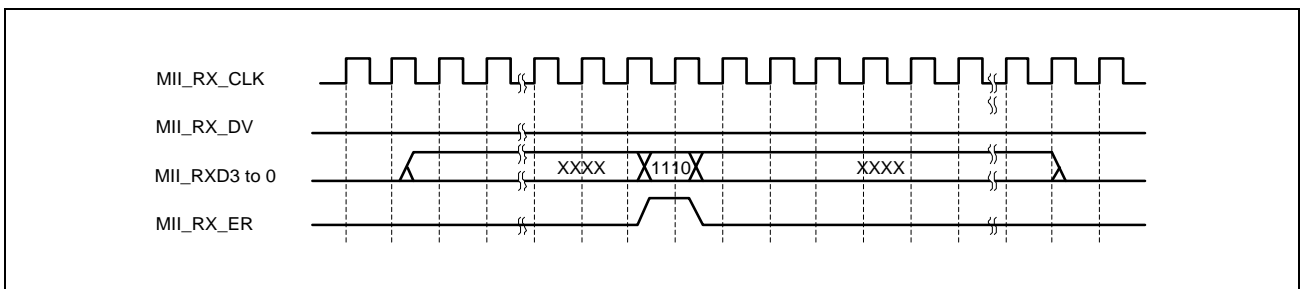 MII_RX_CLK
MII_RX_DV
MII_RXD3 to 0 XXXX 1110 XXXX
MII_RX_ER